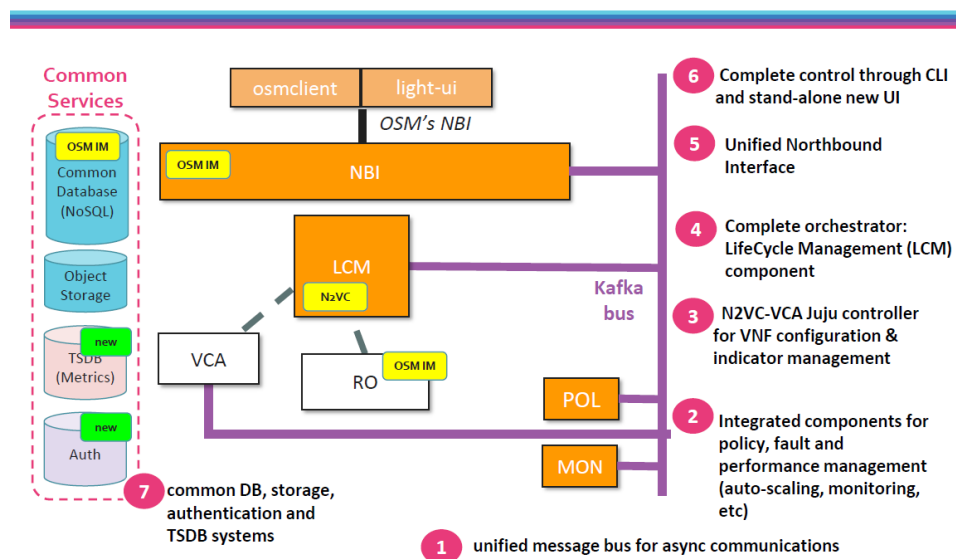 Common
Services
OSM IM
Common
Database
(NoSQL)
Object
Storage
new
TSDB
(Metrics)
new
Auth
7
common DB, storage,
authentication and
TSDB systems
osmclient
light-ui
OSM's NBI
OSM IM
NBI
LCM
N2VC
VCA
RO
OSM IM
Kafka
bus
POL
MON
6
Complete control through CLI
and stand-alone new UI
5
Unified Northbound
Interface
4
Complete orchestrator:
LifeCycle Management (LCM)
component
3
N2VC-VCA Juju controller
for VNF configuration &
indicator management
2
Integrated components for
policy, fault and
performance management
(auto-scaling, monitoring,
etc)
1
unified message bus for async communications